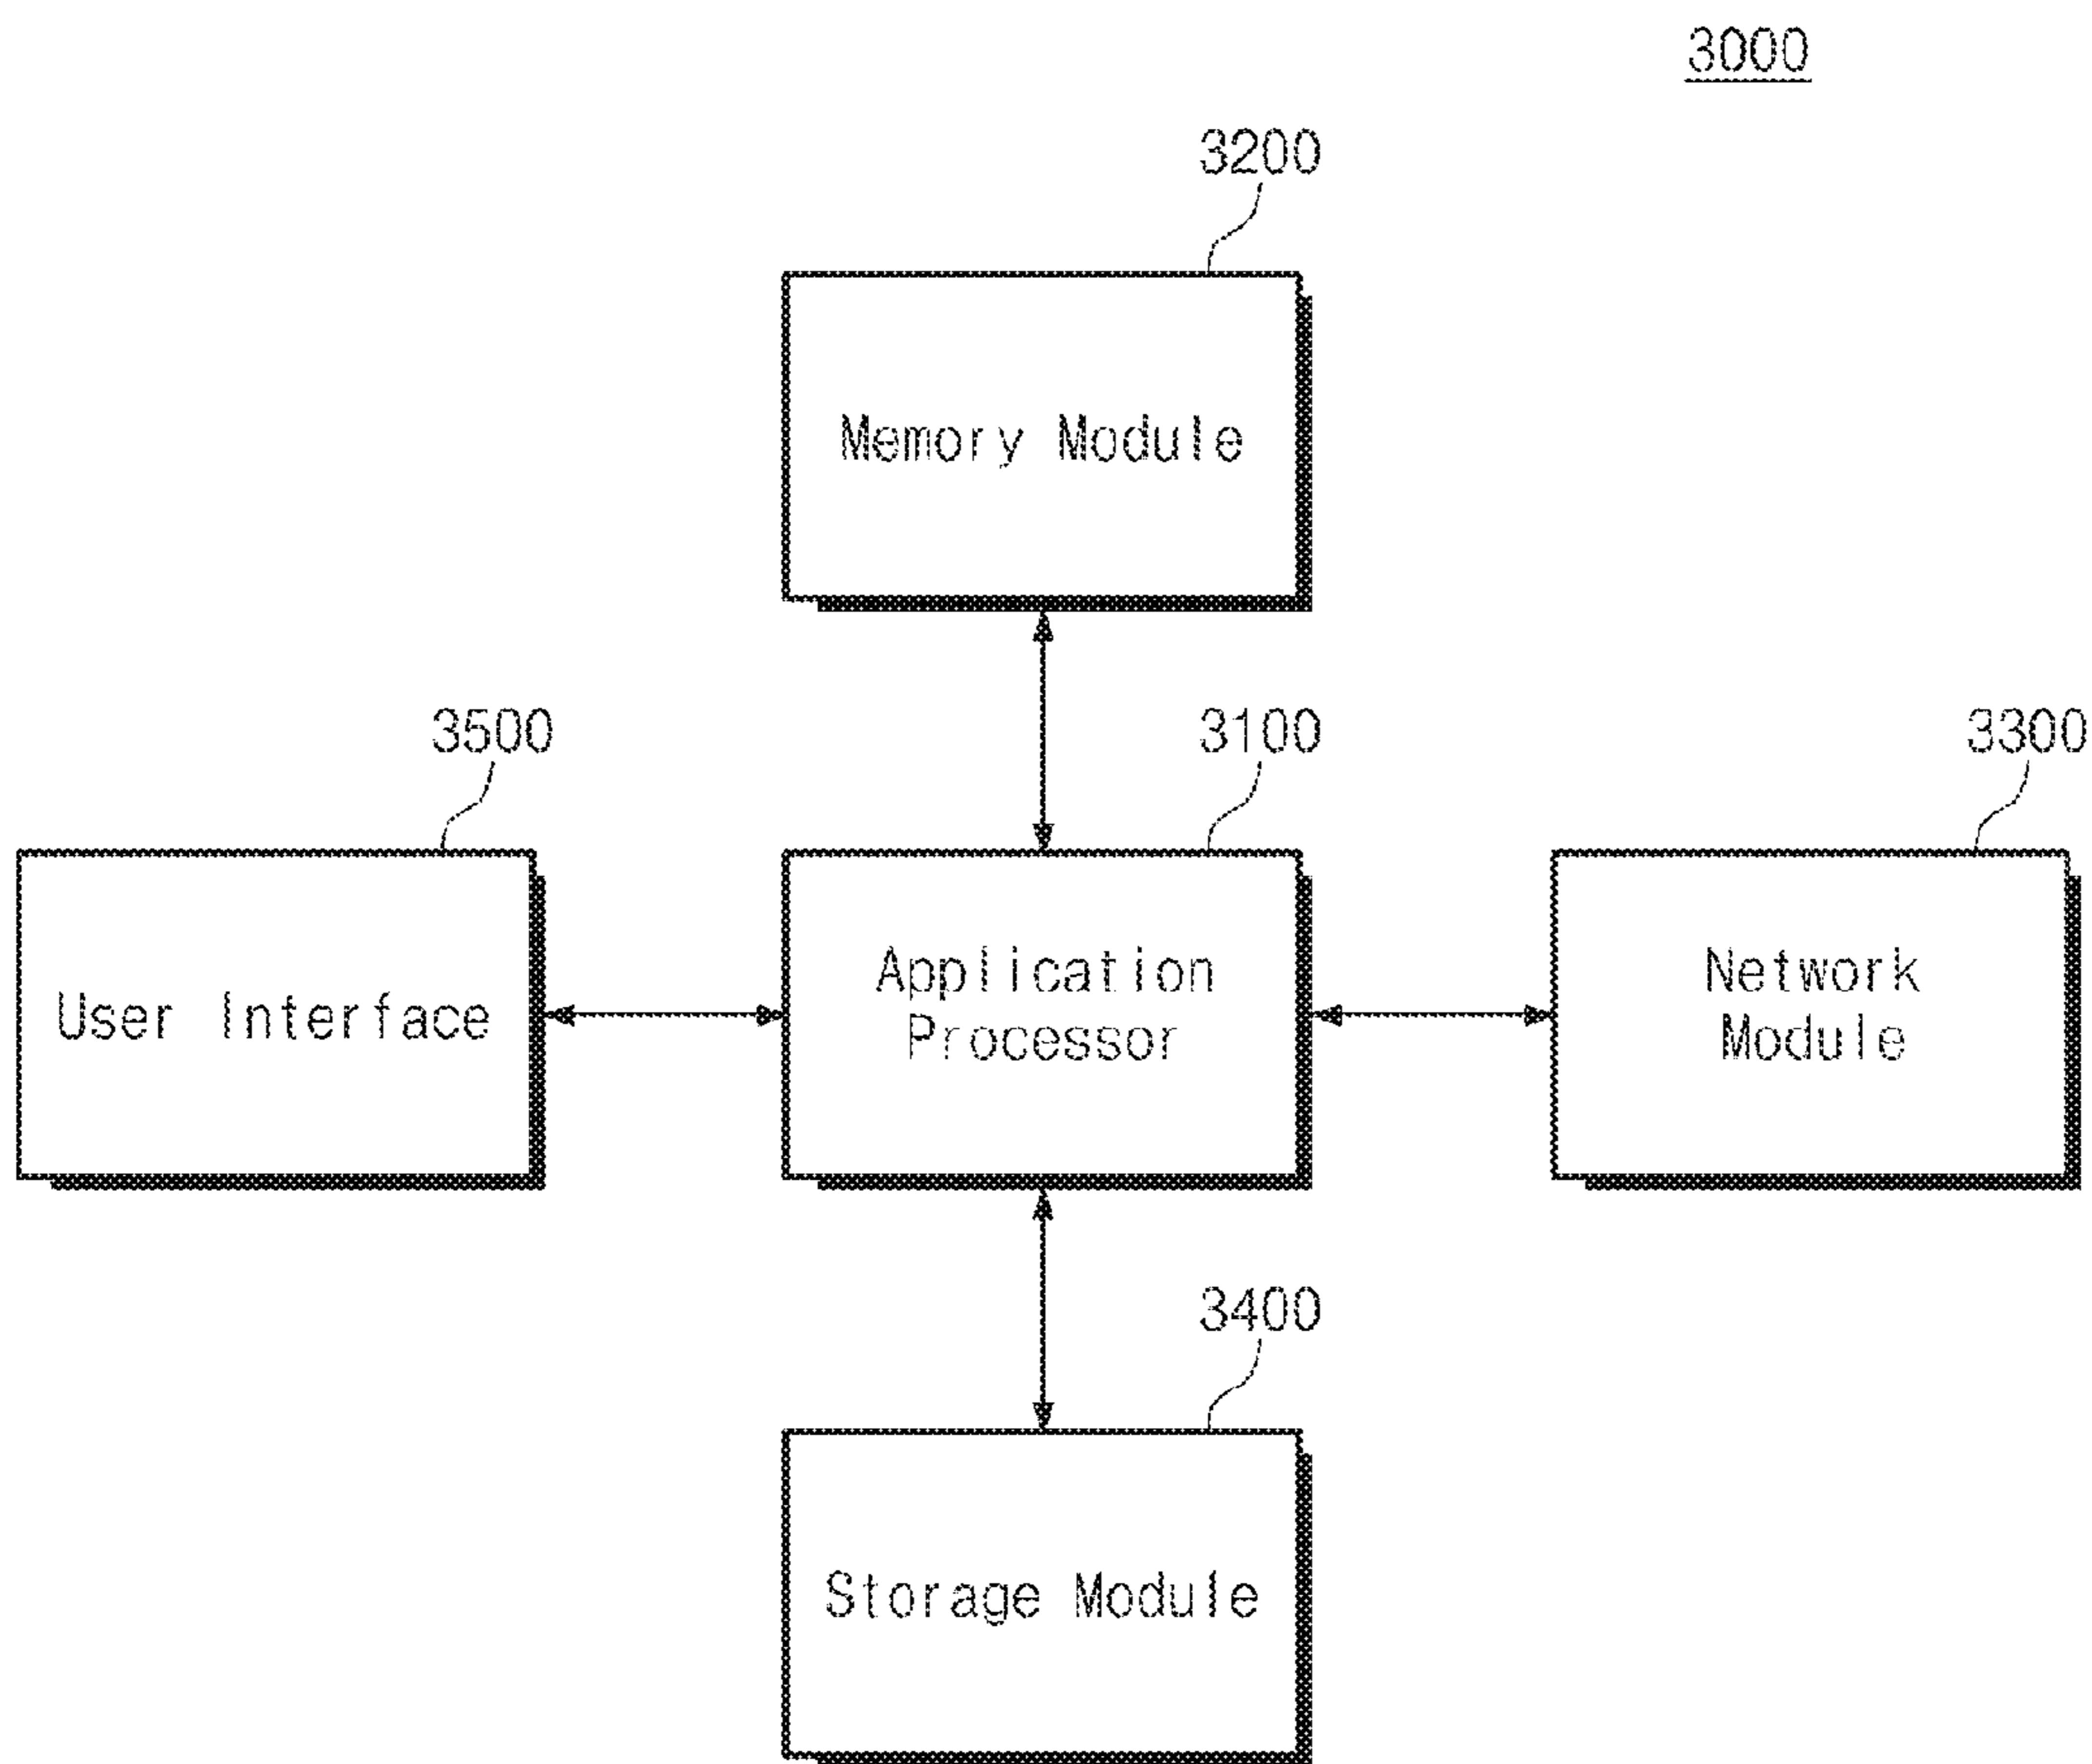 3000
3200
Memory Module
3500
3100
3300
User Interface
Application
Processor
Network
Module
3400
Storage Module